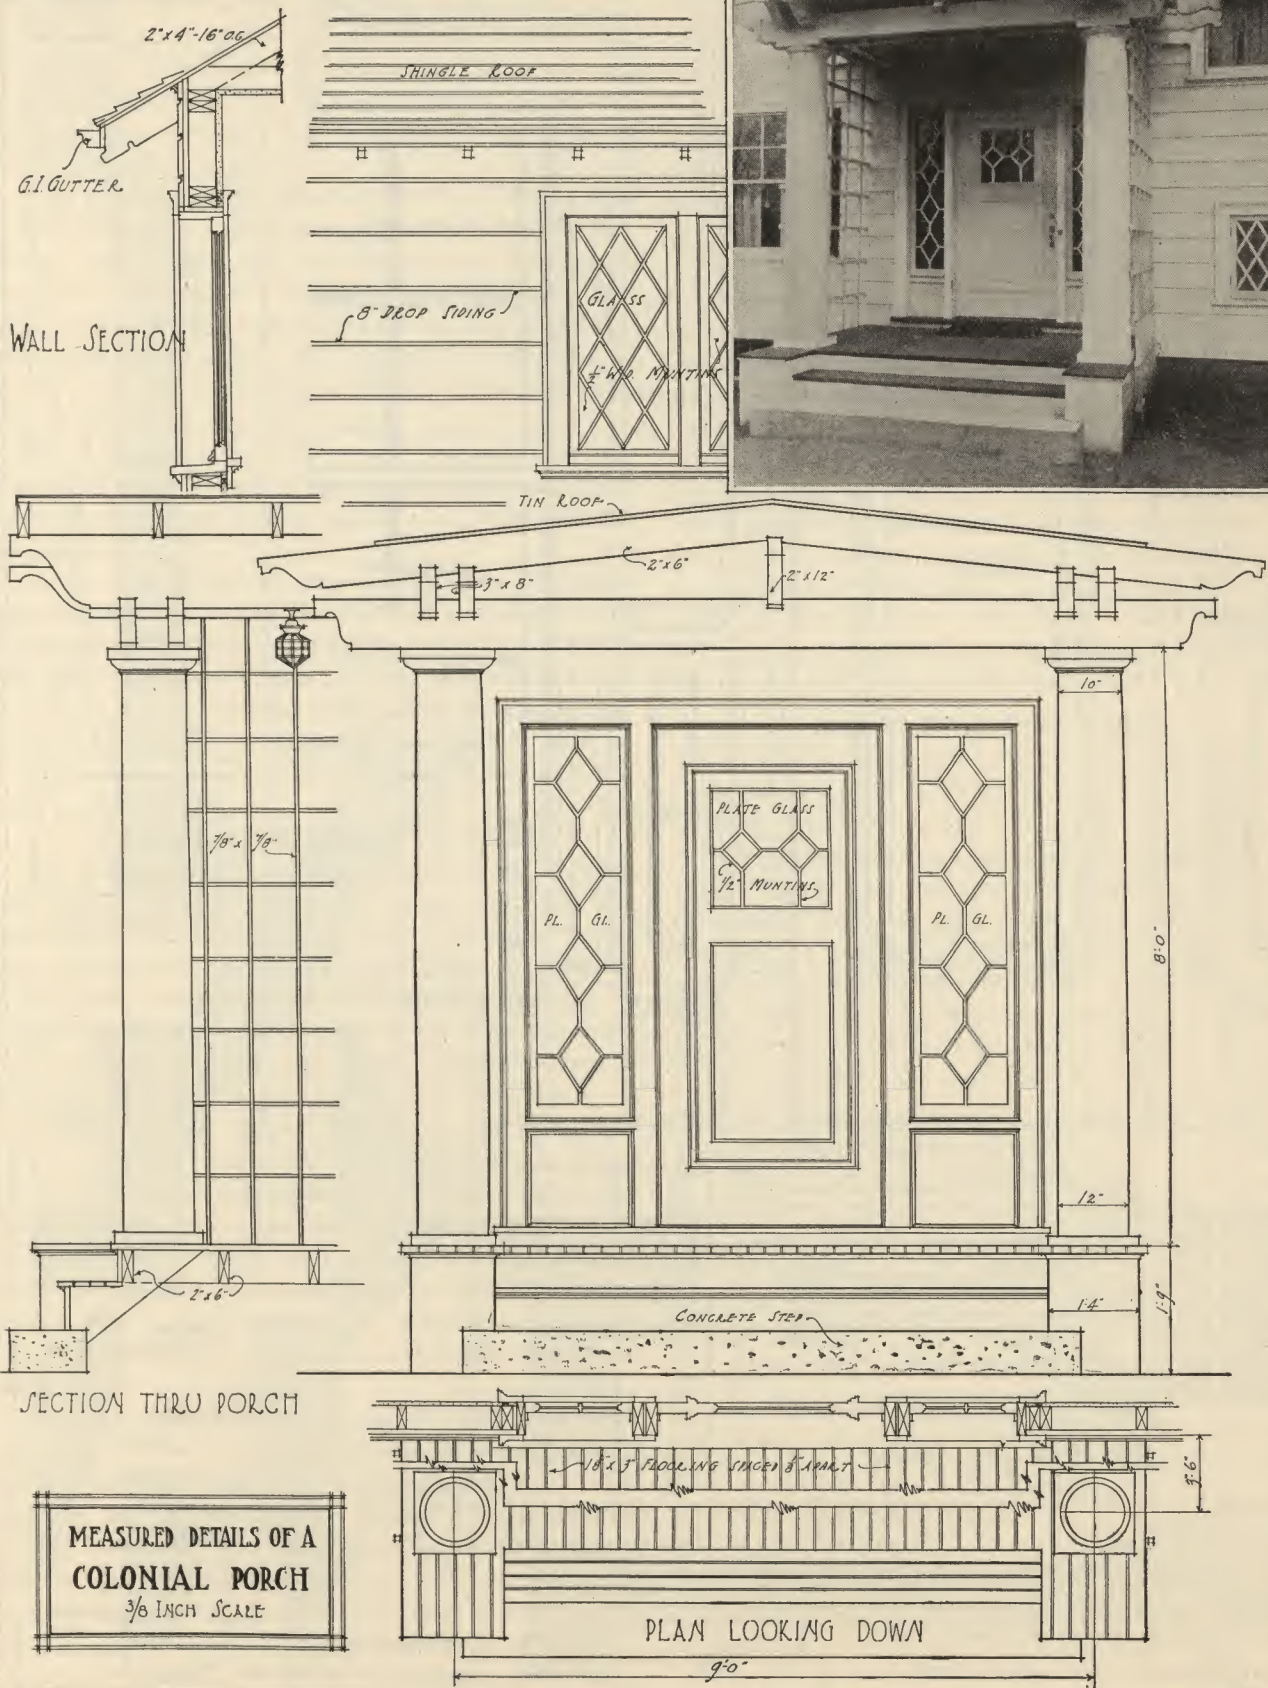 2"x4"-16" O.C.
SHINGLE ROOF
G.I. GUTTER
GLASS
8" DROP SIDING
WALL SECTION
½" W'D. MUNTINS
TIN ROOF
2"x6"
3"x8"
2"x12"
10"
PLATE GLASS
7/8"x 7/8"
1/2" MUNTINS
PL. GL.
PL. GL.
8'-0"
12"
2"x6"
1'-4"
1'-9"
CONCRETE STEP
SECTION THRU PORCH
FLOORING SPACED APART
3'-6"
MEASURED DETAILS OF A
COLONIAL PORCH
3/8 INCH SCALE
PLAN LOOKING DOWN
9'-0"